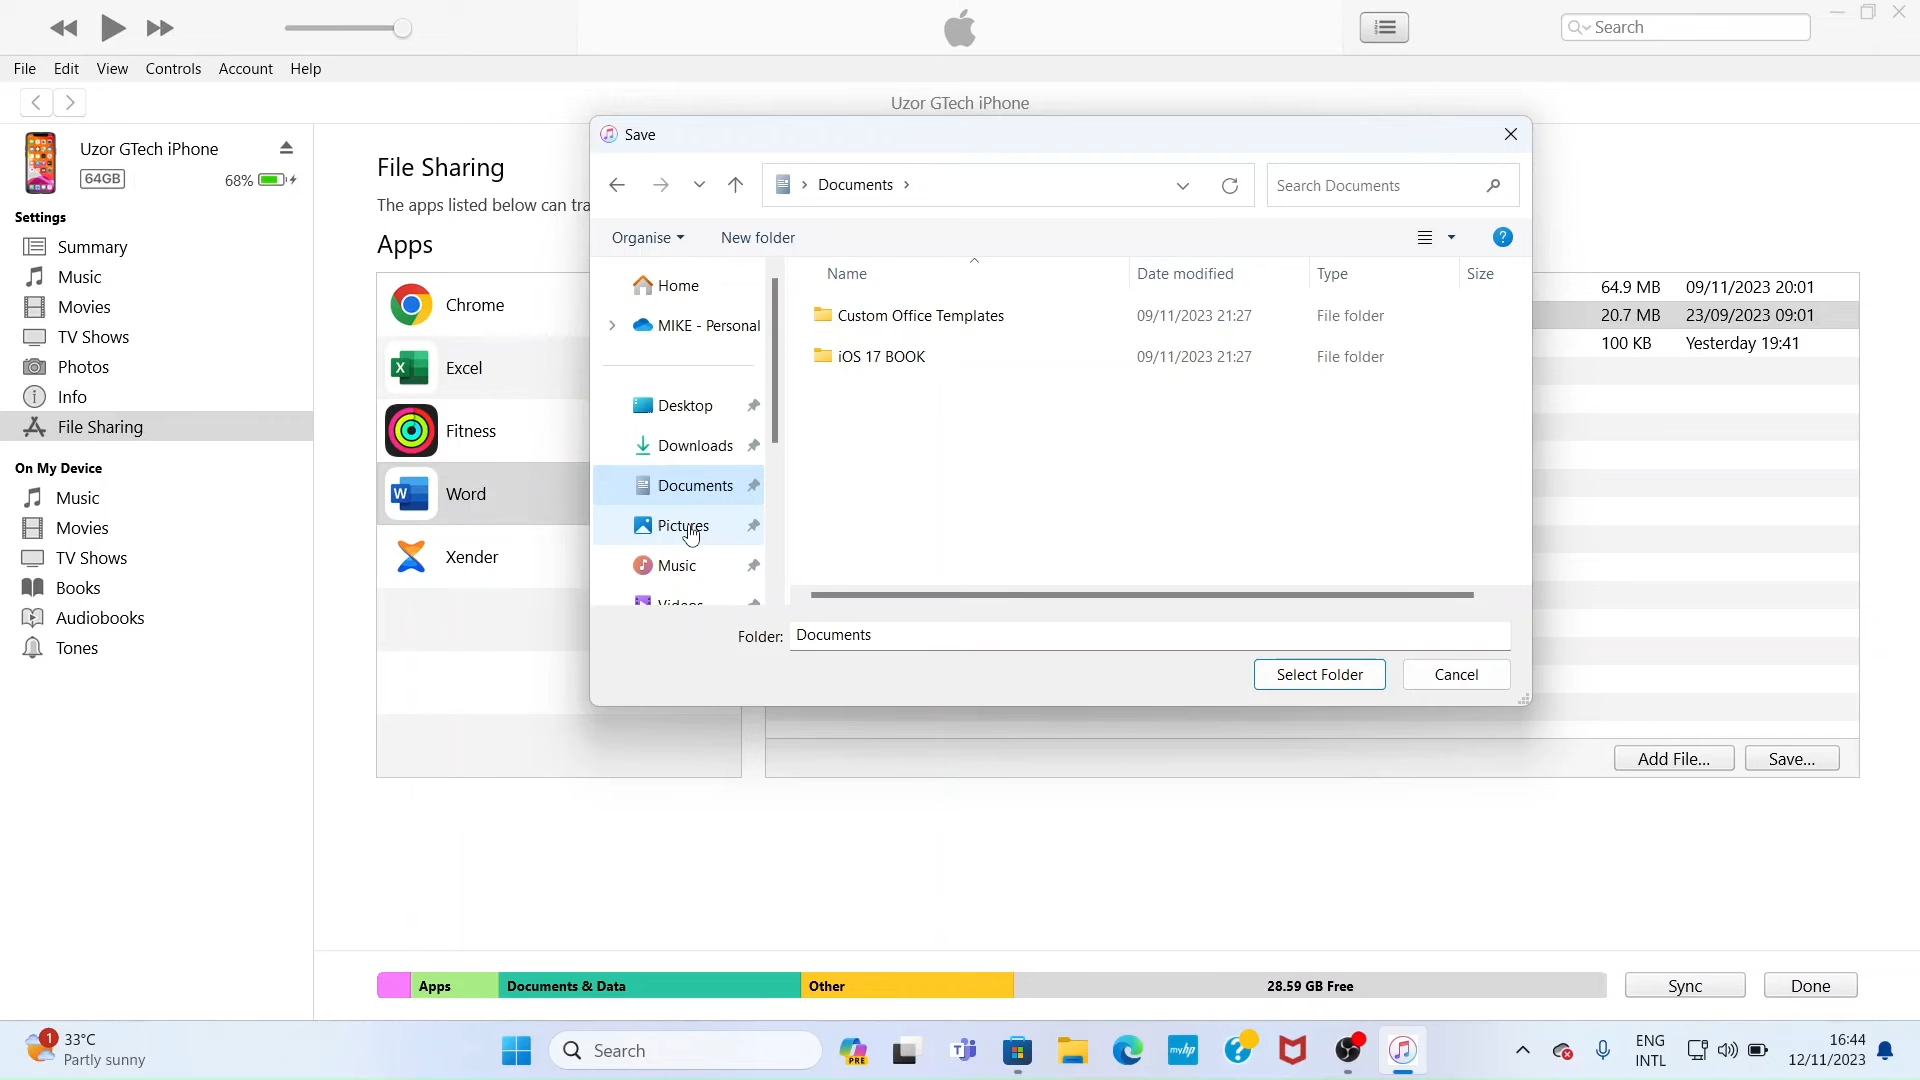 Search
File Edit View Controls Account Help
Uzor GTech iPhone
Uzor GTech iPhone
64GB
68%
Settings
Summary
Music
Movies
TV Shows
Photos
Info
File Sharing
On My Device
Music
Movies
TV Shows
Books
Audiobooks
Tones
File Sharing
The apps listed below can tra
Apps
Chrome
Excel
Fitness
Word
Xender
Save
Documents
Search Documents
Organise
New folder
Home
MIKE - Personal
Desktop
Downloads
Documents
Pictures
Music
Videos
Name Date modified Type Size
Custom Office Templates 09/11/2023 21:27 File folder
iOS 17 BOOK 09/11/2023 21:27 File folder
Folder: Documents
Select Folder Cancel
64.9 MB 09/11/2023 20:01
20.7 MB 23/09/2023 09:01
100 KB Yesterday 19:41
Add File... Save...
Apps Documents & Data Other 28.59 GB Free
Sync Done
1
33°C
Partly sunny
Search
PRE
myhp
ENG
INTL
16:44
12/11/2023